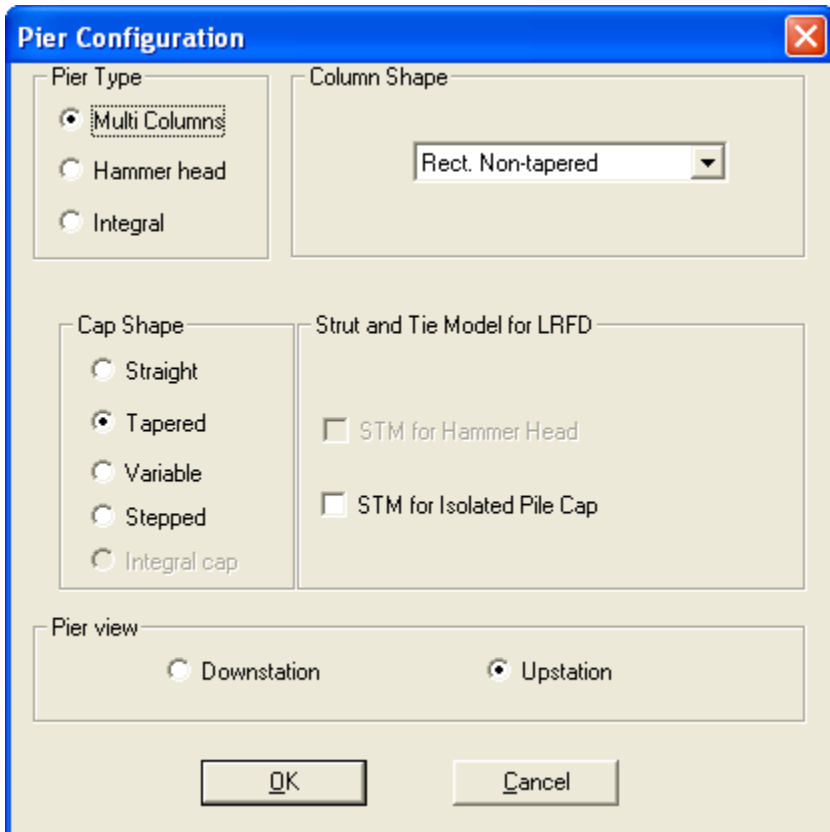 Pier Configuration
Pier Type
Multi Columns
Hammer head
Integral
Column Shape
Rect. Non-tapered
Cap Shape
Straight
Tapered
Variable
Stepped
Integral cap
Strut and Tie Model for LRFD
STM for Hammer Head
STM for Isolated Pile Cap
Pier view
Downstation
Upstation
OK
Cancel